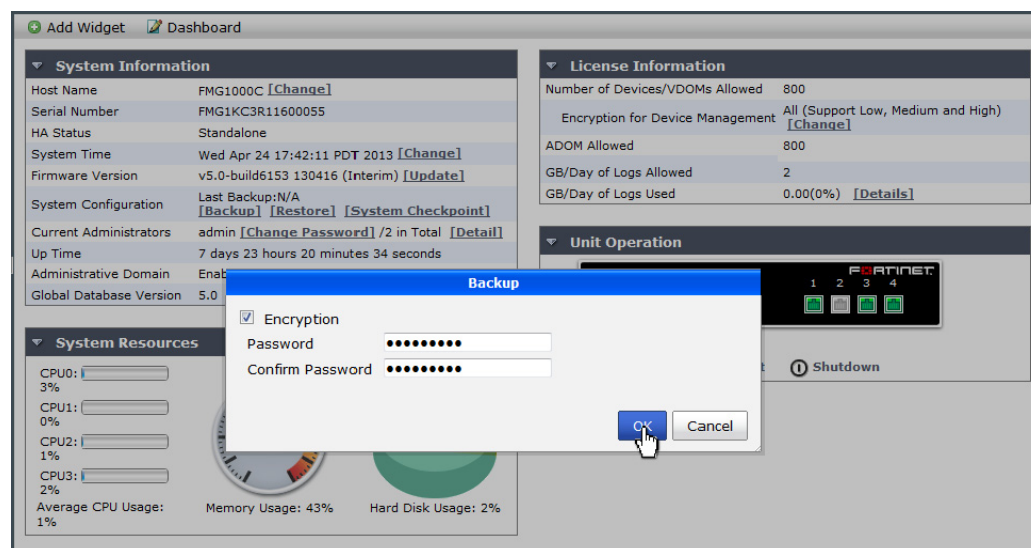 Add Widget Dashboard
System Information
Host Name FMG1000C [Change]
Serial Number FMG1KC3R11600055
HA Status Standalone
System Time Wed Apr 24 17:42:11 PDT 2013 [Change]
Firmware Version v5.0-build6153 130416 (Interim) [Update]
System Configuration Last Backup:N/A
[Backup] [Restore] [System Checkpoint]
Current Administrators admin [Change Password] /2 in Total [Detail]
Up Time 7 days 23 hours 20 minutes 34 seconds
Administrative Domain Enab
Global Database Version 5.0
License Information
Number of Devices/VDOMs Allowed 800
Encryption for Device Management All (Support Low, Medium and High)
[Change]
ADOM Allowed 800
GB/Day of Logs Allowed 2
GB/Day of Logs Used 0.00(0%) [Details]
Unit Operation
FORTINET
1 2 3 4
Shutdown
Backup
Encryption
Password
Confirm Password
OK Cancel
System Resources
CPU0:
3%
CPU1:
0%
CPU2:
1%
CPU3:
2%
Average CPU Usage:
1%
Memory Usage: 43%
Hard Disk Usage: 2%